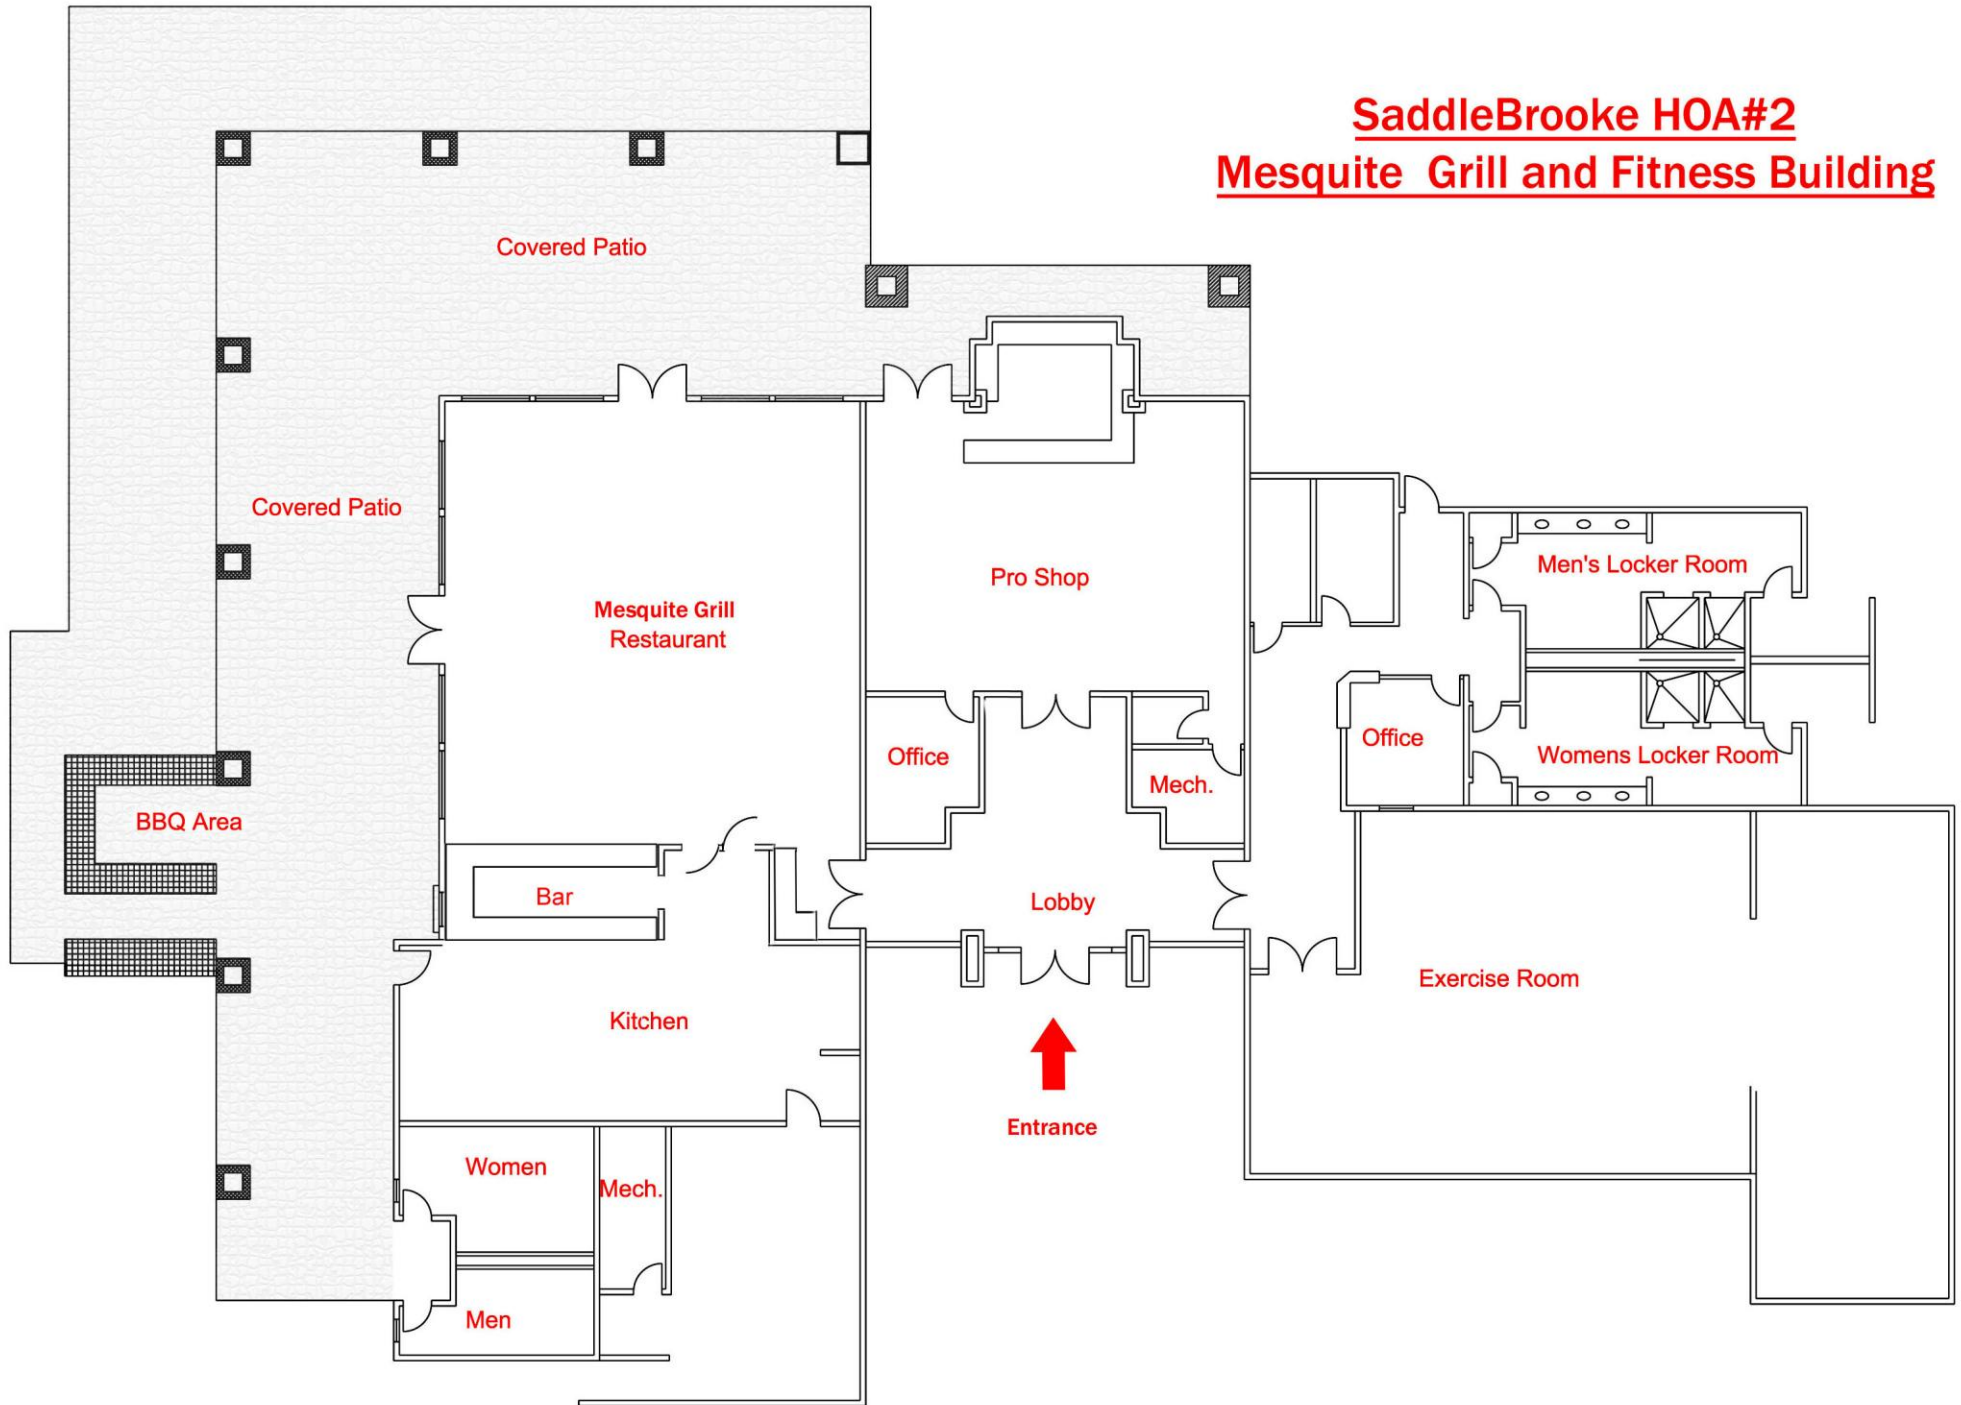 SaddleBrooke HOA#2
Mesquite Grill and Fitness Building
Covered Patio
Covered Patio
Mesquite Grill
Restaurant
Pro Shop
Men's Locker Room
Office
Office
Womens Locker Room
Mech.
BBQ Area
Bar
Lobby
Exercise Room
Kitchen
Entrance
Women
Mech.
Men